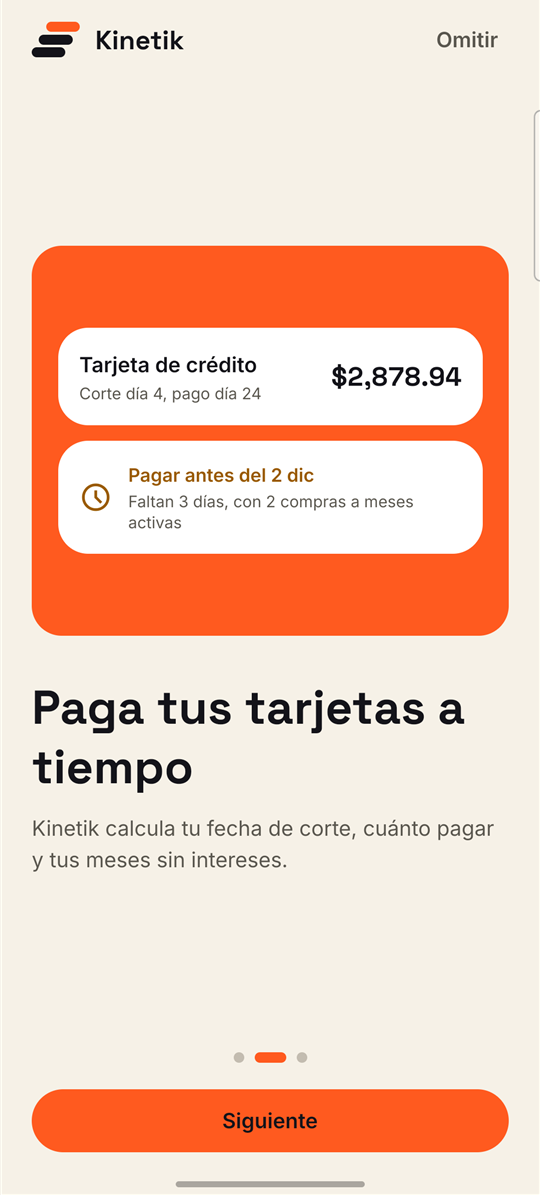 Kinetik
Omitir
Tarjeta de crédito
Corte día 4, pago día 24
$2,878.94
Pagar antes del 2 dic
Faltan 3 días, con 2 compras a meses
activas
Paga tus tarjetas a
tiempo
Kinetik calcula tu fecha de corte, cuánto pagar
y tus meses sin intereses.
Siguiente